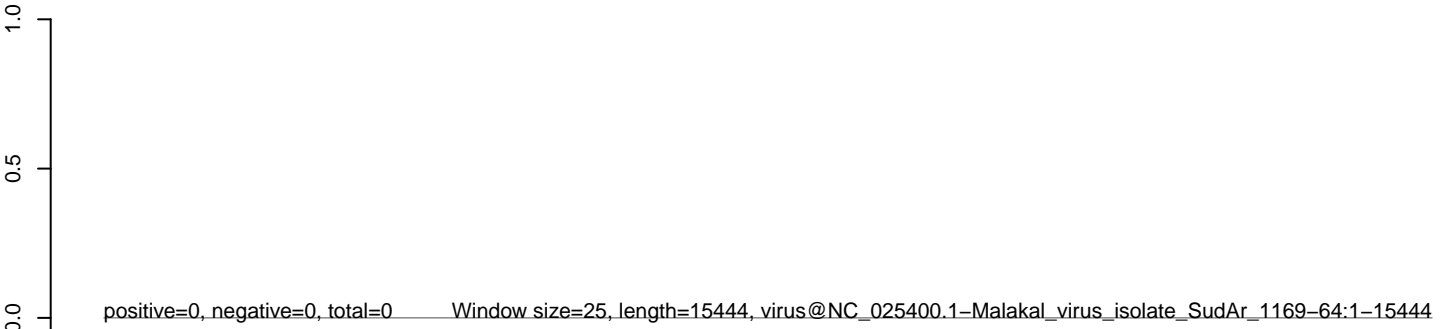 1.0
0.5
0.0
positive=0, negative=0, total=0 Window size=25, length=15444, virus@NC_025400.1−Malakal_virus_isolate_SudAr_1169−64:1−15444